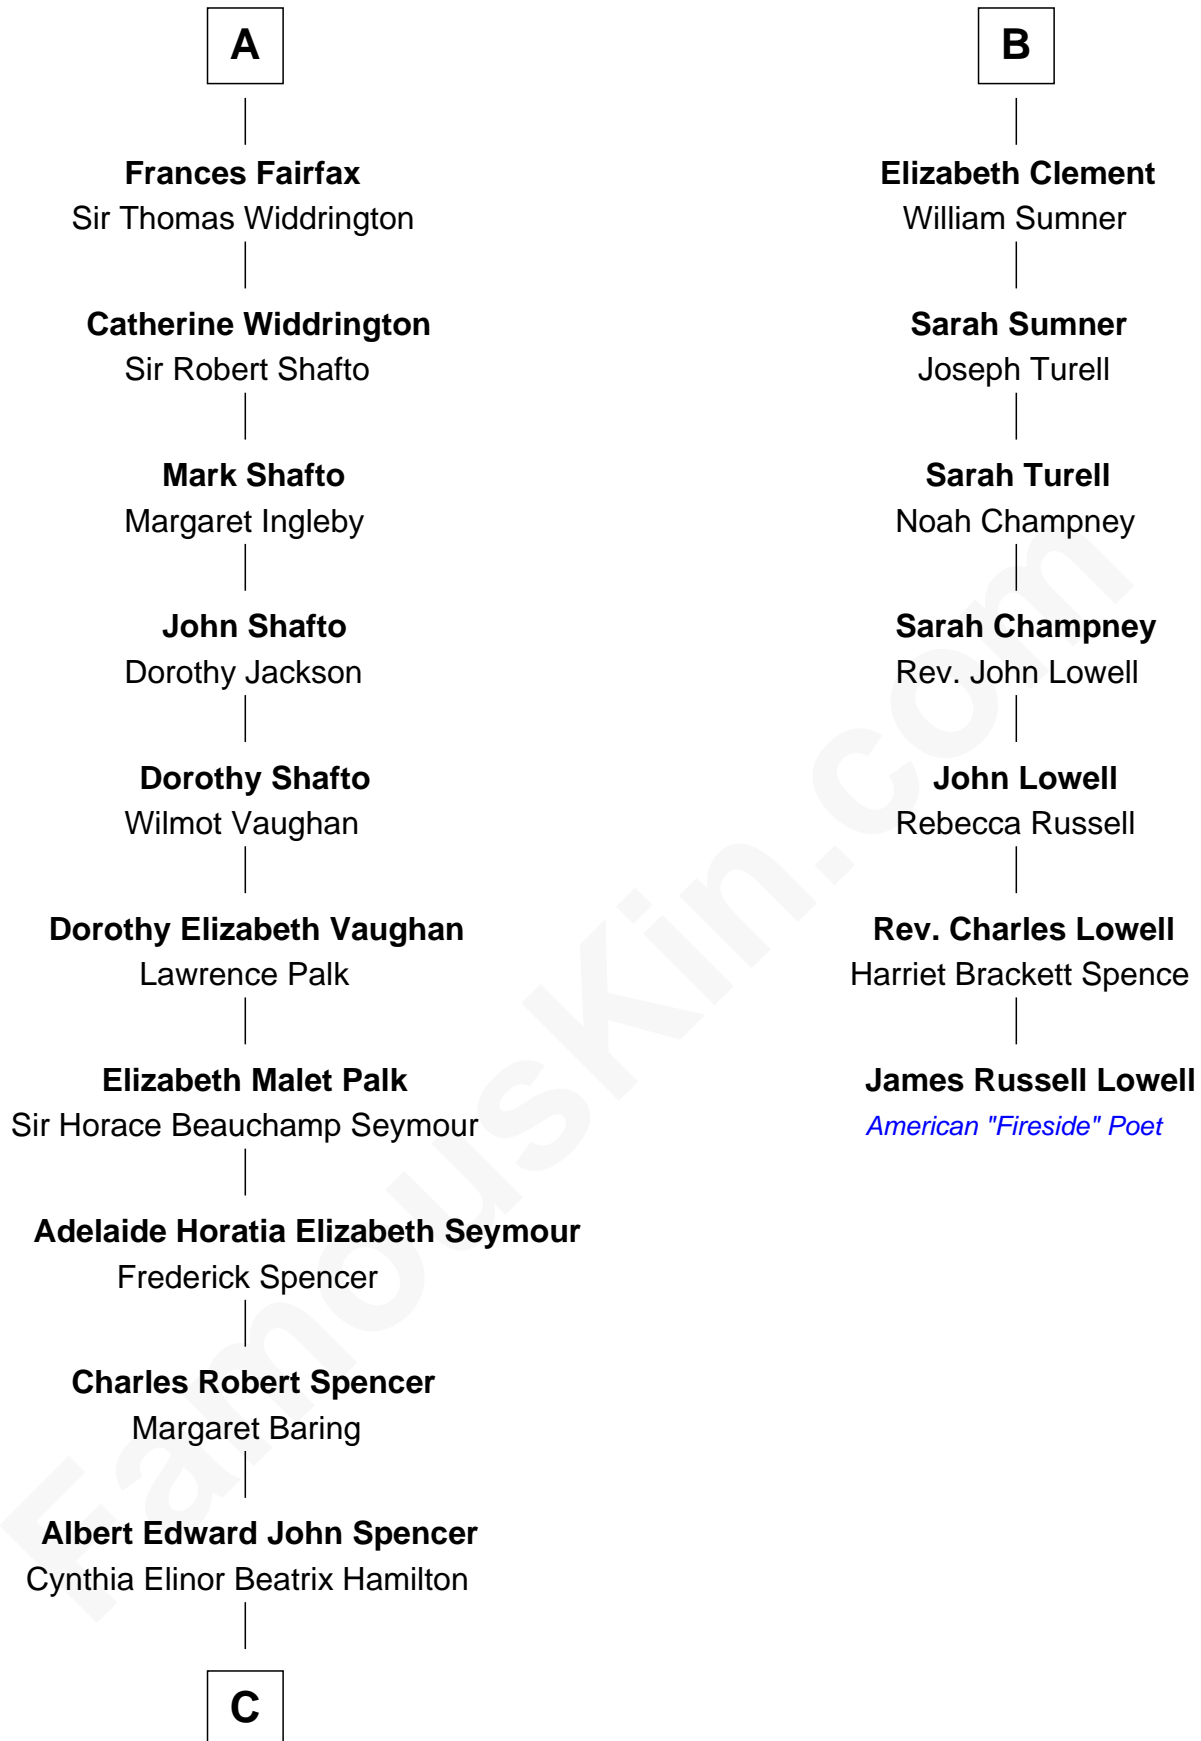 A
Frances Fairfax
Sir Thomas Widdrington
Catherine Widdrington
Sir Robert Shafto
Mark Shafto
Margaret Ingleby
John Shafto
Dorothy Jackson
Dorothy Shafto
Wilmot Vaughan
Dorothy Elizabeth Vaughan
Lawrence Palk
Elizabeth Malet Palk
Sir Horace Beauchamp Seymour
Adelaide Horatia Elizabeth Seymour
Frederick Spencer
Charles Robert Spencer
Margaret Baring
Albert Edward John Spencer
Cynthia Elinor Beatrix Hamilton
C
B
Elizabeth Clement
William Sumner
Sarah Sumner
Joseph Turell
Sarah Turell
Noah Champney
Sarah Champney
Rev. John Lowell
John Lowell
Rebecca Russell
Rev. Charles Lowell
Harriet Brackett Spence
James Russell Lowell
American "Fireside" Poet
FamousKin.com